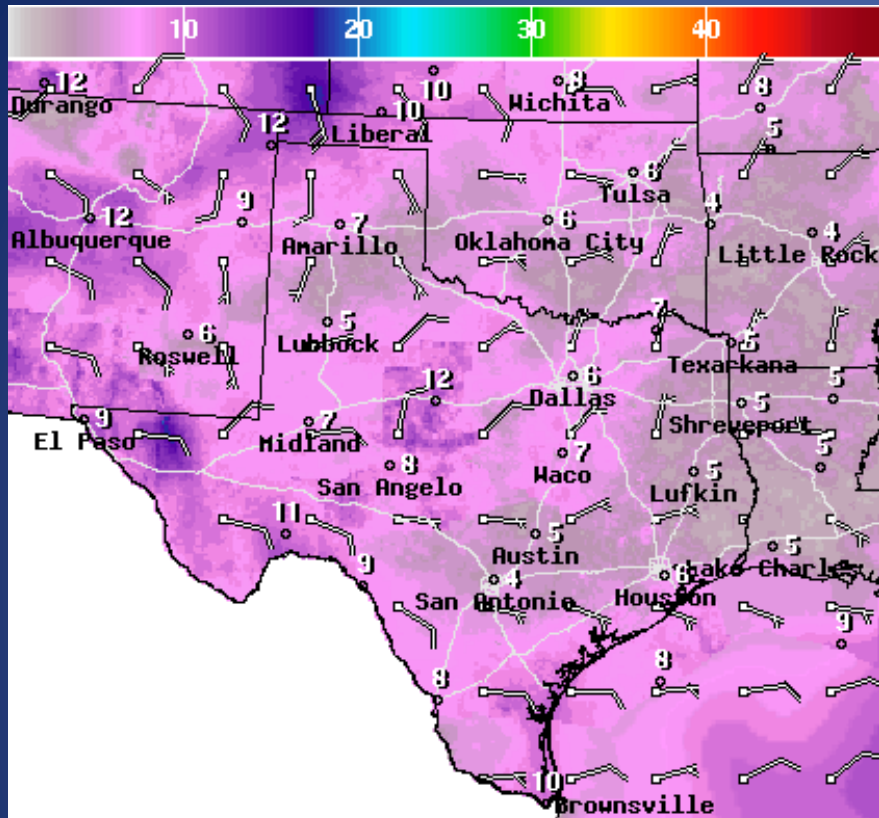 10 20 30 40
12 10 8 8
Durango 10 Wichita
12 Liberal 5
6 Tulsa
12 9 7 6 4 4
Albuquerque Amarillo Oklahoma City Little Rock
6 5 7
Roswell Lubbock Texarkana
12 6 5 5
9 7 Dallas
El Paso Midland Shreveport
8 7 5 5
San Angelo Waco Lufkin
11 5 5
Austin Lake Charles
9 4 6
San Antonio Houston
9
8 8
10
Brownsville